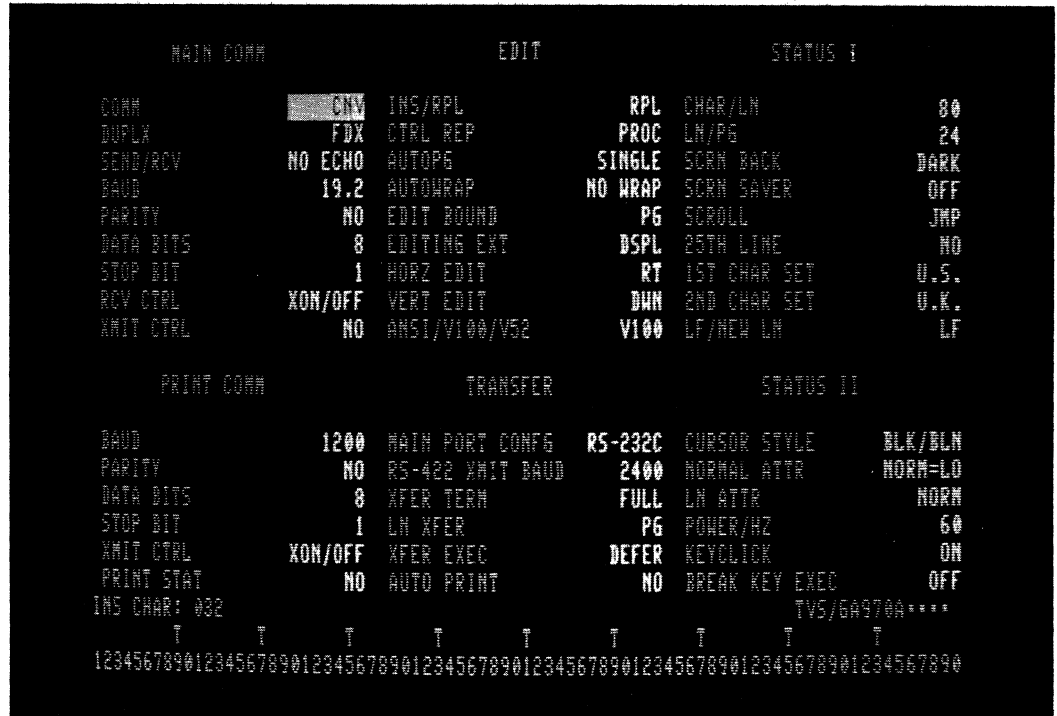 MAIN COMM EDIT STATUS I
COMM CNV INS/RPL RPL CHAR/LN 80
DUPLX FDX CTRL REP PROC LN/PG 24
SEND/RCV NO ECHO AUTOPG SINGLE SCRN BACK DARK
BAUD 19.2 AUTOWRAP NO WRAP SCRN SAVER OFF
PARITY NO EDIT BOUND PG SCROLL JMP
DATA BITS 8 EDITING EXT DSPL 25TH LINE NO
STOP BIT 1 HORZ EDIT RT 1ST CHAR SET U.S.
RCV CTRL XON/OFF VERT EDIT DWN 2ND CHAR SET U.K.
XMIT CTRL NO ANSI/V100/V52 V100 LF/NEW LN LF
PRINT COMM TRANSFER STATUS II
BAUD 1200 MAIN PORT CONFG RS-232C CURSOR STYLE BLK/BLN
PARITY NO RS-422 XMIT BAUD 2400 NORMAL ATTR NORM=LO
DATA BITS 8 XFER TERM FULL LN ATTR NORM
STOP BIT 1 LN XFER PG POWER/HZ 60
XMIT CTRL XON/OFF XFER EXEC DEFER KEYCLICK ON
PRINT STAT NO AUTO PRINT NO BREAK KEY EXEC OFF
INS CHAR: 032 TVS/GA970A****
T T T T T T T T T
12345678901234567890123456789012345678901234567890123456789012345678901234567890